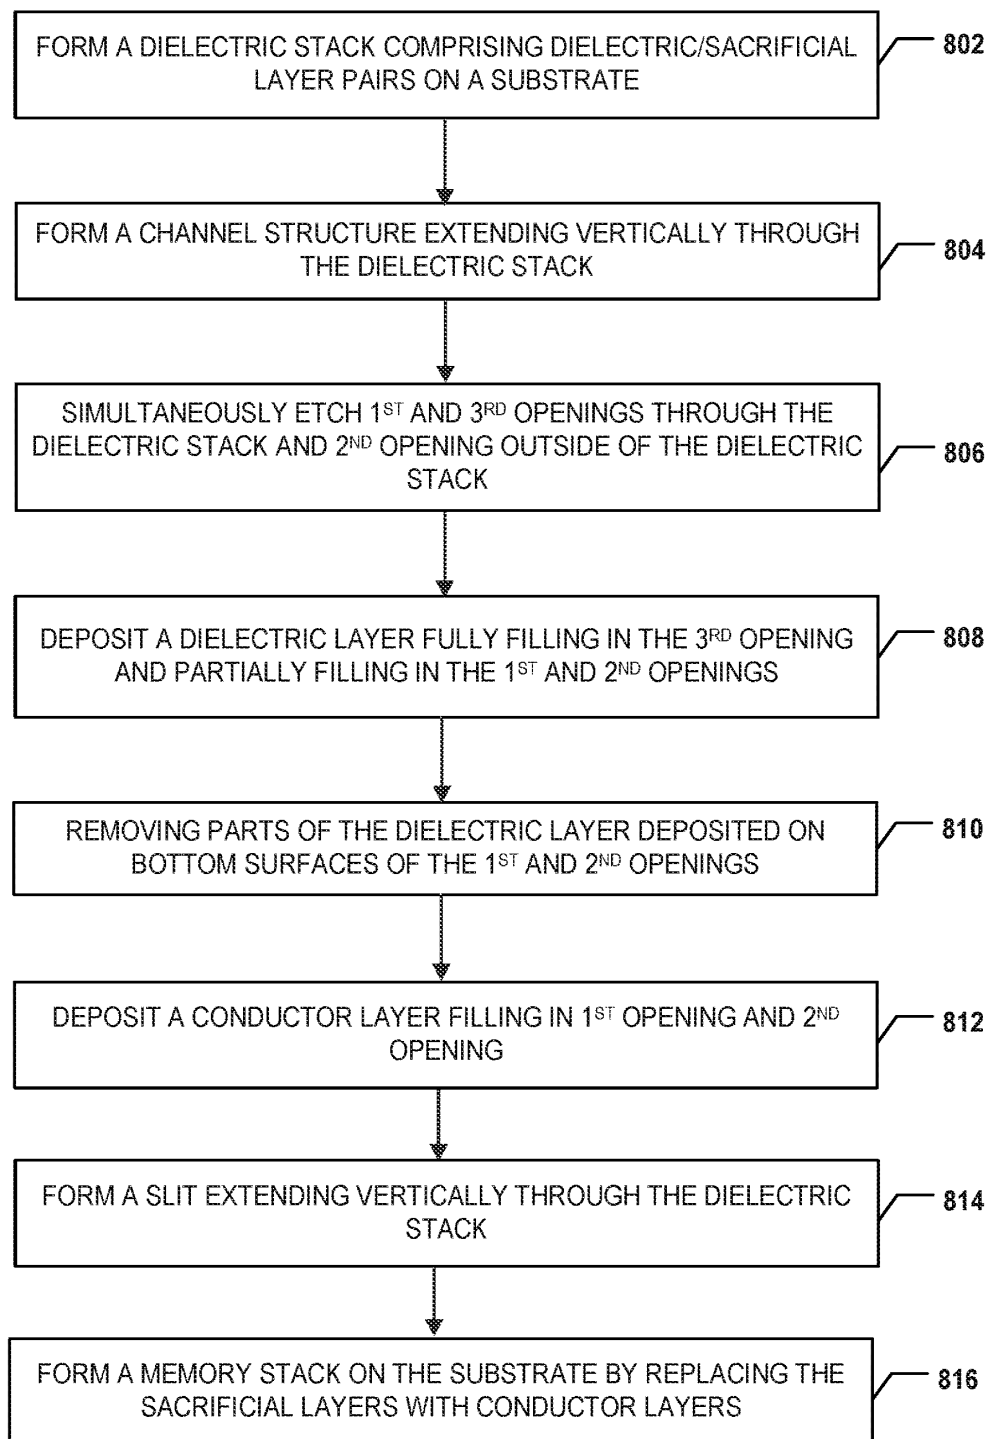 FORM A DIELECTRIC STACK COMPRISING DIELECTRIC/SACRIFICIAL
LAYER PAIRS ON A SUBSTRATE
802
FORM A CHANNEL STRUCTURE EXTENDING VERTICALLY THROUGH
THE DIELECTRIC STACK
804
SIMULTANEOUSLY ETCH 1ST AND 3RD OPENINGS THROUGH THE
DIELECTRIC STACK AND 2ND OPENING OUTSIDE OF THE DIELECTRIC
STACK
806
DEPOSIT A DIELECTRIC LAYER FULLY FILLING IN THE 3RD OPENING
AND PARTIALLY FILLING IN THE 1ST AND 2ND OPENINGS
808
REMOVING PARTS OF THE DIELECTRIC LAYER DEPOSITED ON
BOTTOM SURFACES OF THE 1ST AND 2ND OPENINGS
810
DEPOSIT A CONDUCTOR LAYER FILLING IN 1ST OPENING AND 2ND
OPENING
812
FORM A SLIT EXTENDING VERTICALLY THROUGH THE DIELECTRIC
STACK
814
FORM A MEMORY STACK ON THE SUBSTRATE BY REPLACING THE
SACRIFICIAL LAYERS WITH CONDUCTOR LAYERS
816